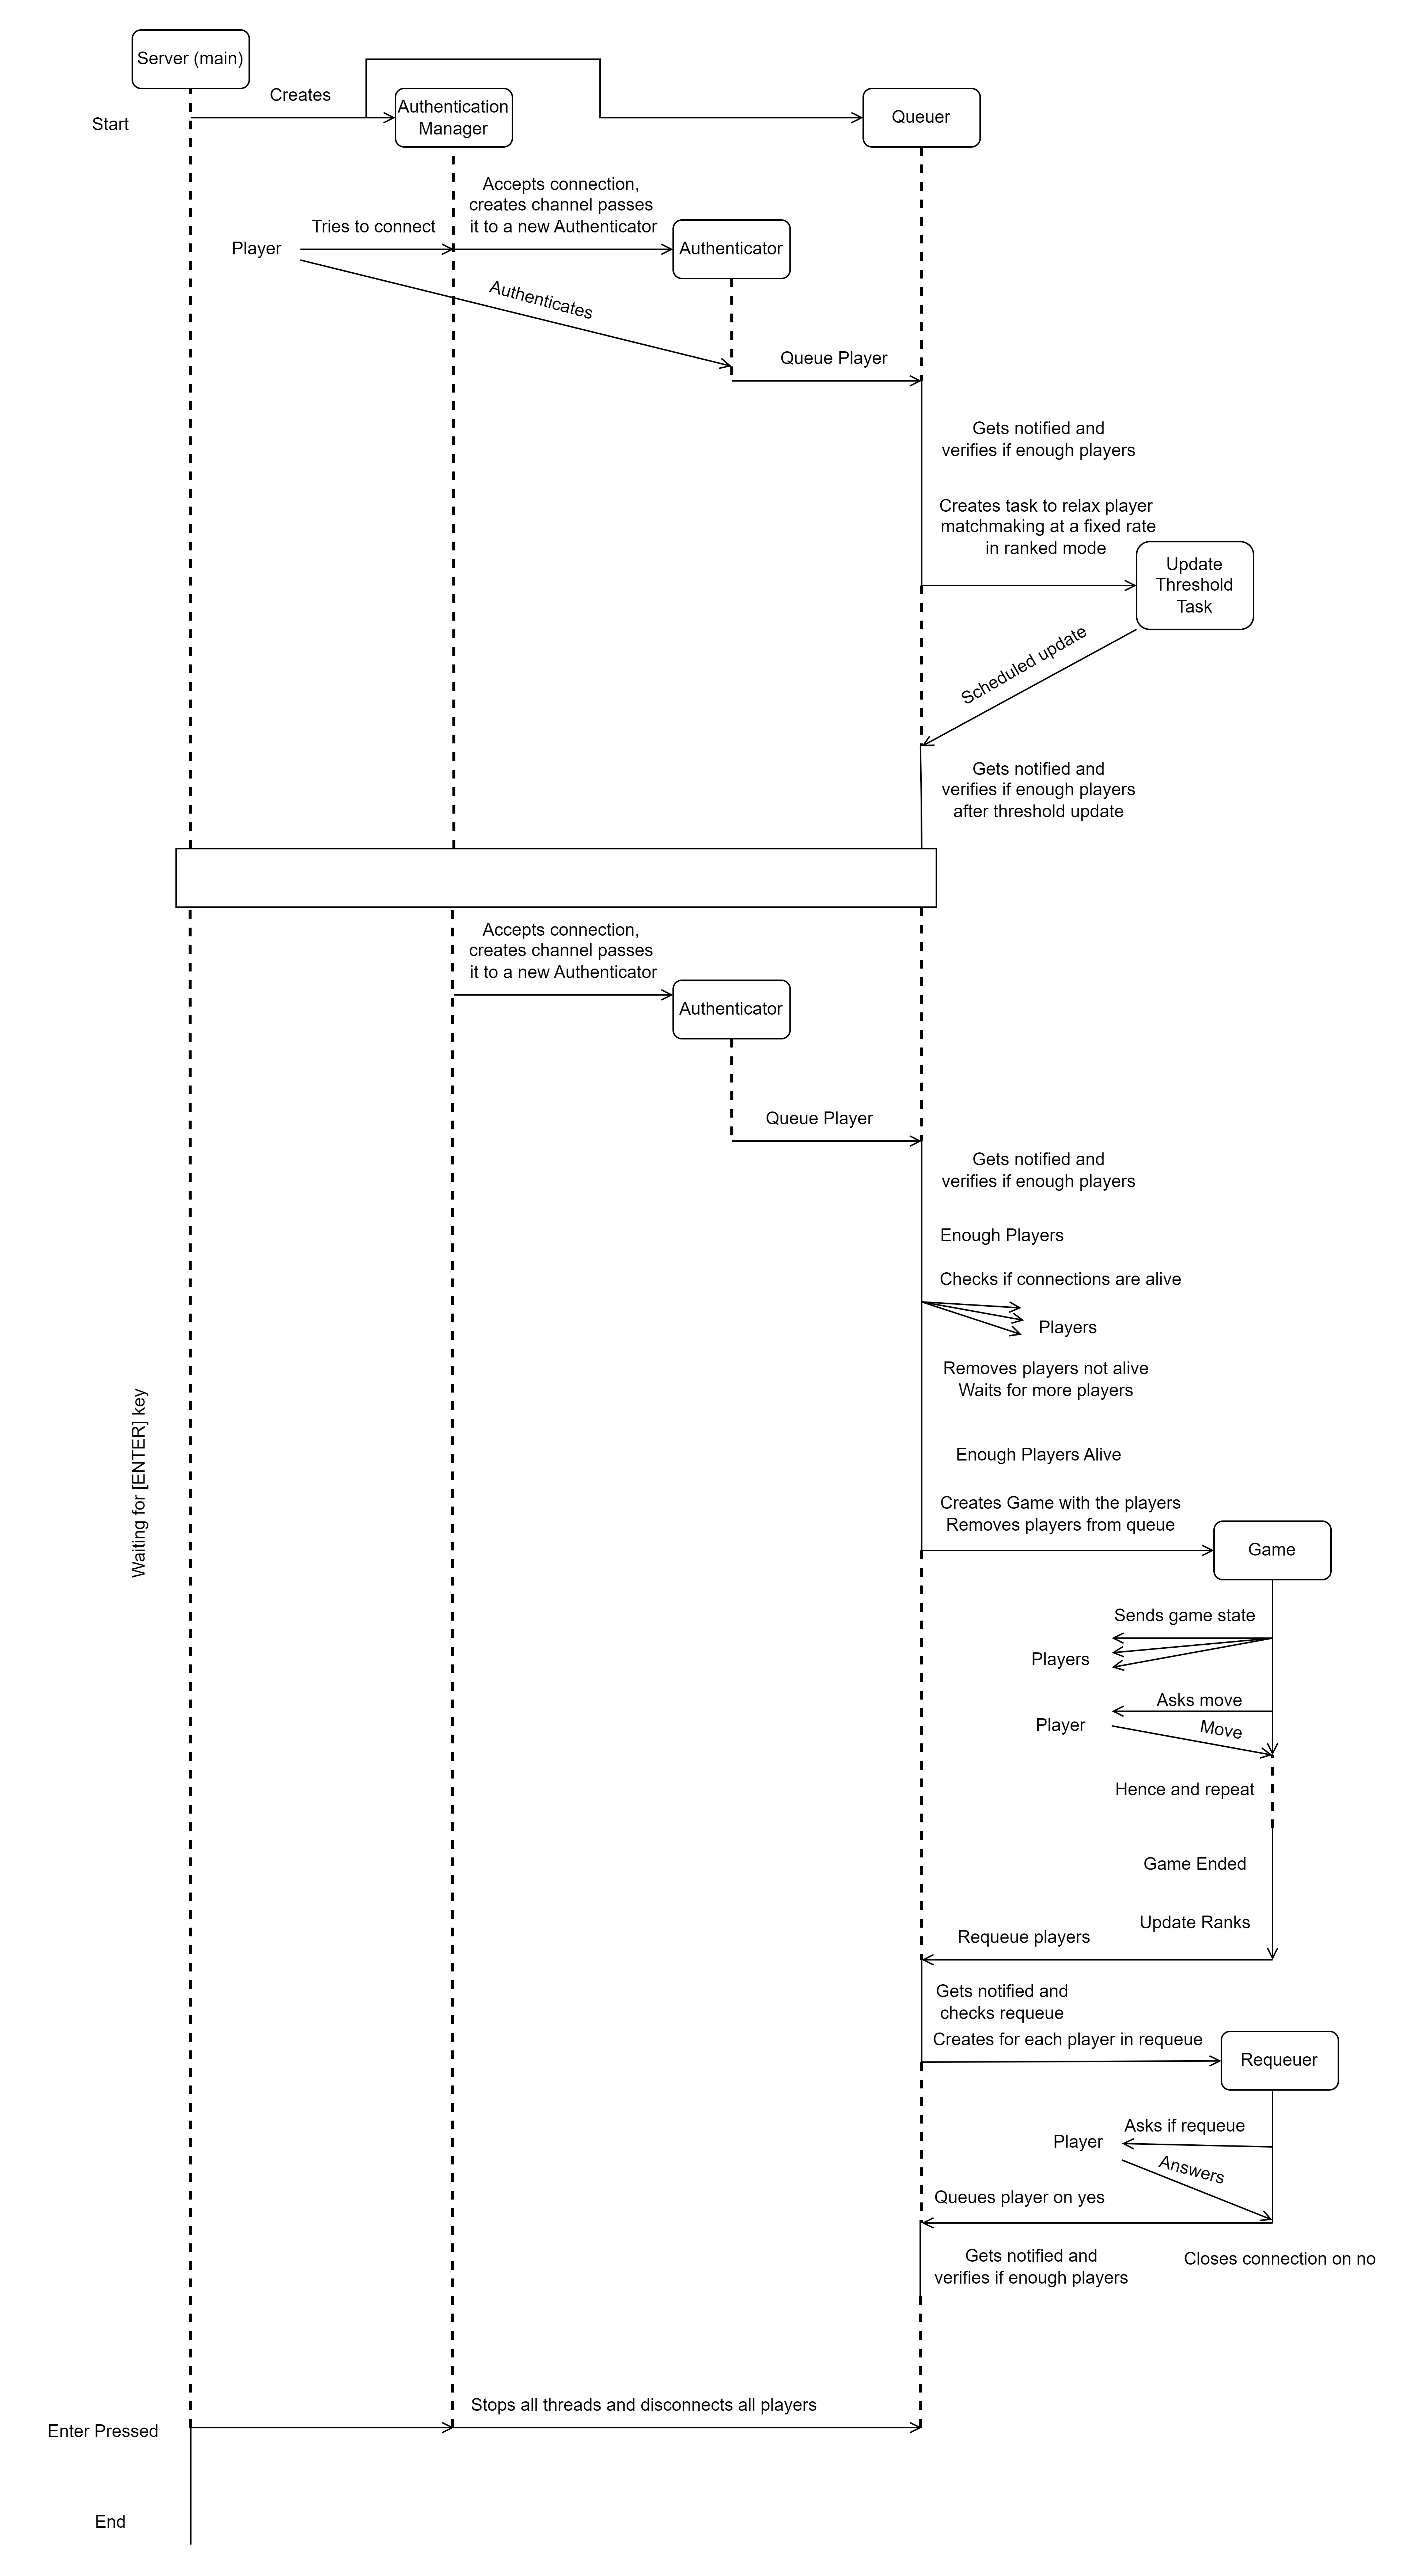 Server (main)
Creates
Start
Authentication
Manager
Queuer
Accepts connection,
creates channel passes
it to a new Authenticator
Tries to connect
Player
Authenticator
Authenticates
Queue Player
Gets notified and
verifies if enough players
Creates task to relax player
matchmaking at a fixed rate
in ranked mode
Update
Threshold
Task
Scheduled update
Gets notified and
verifies if enough players
after threshold update
Accepts connection,
creates channel passes
it to a new Authenticator
Authenticator
Queue Player
Gets notified and
verifies if enough players
Enough Players
Checks if connections are alive
Players
Removes players not alive
Waits for more players
Waiting for [ENTER] key
Enough Players Alive
Creates Game with the players
Removes players from queue
Game
Sends game state
Players
Asks move
Player
Move
Hence and repeat
Game Ended
Update Ranks
Requeue players
Gets notified and
checks requeue
Creates for each player in requeue
Requeuer
Asks if requeue
Player
Answers
Queues player on yes
Gets notified and
verifies if enough players
Closes connection on no
Stops all threads and disconnects all players
Enter Pressed
End